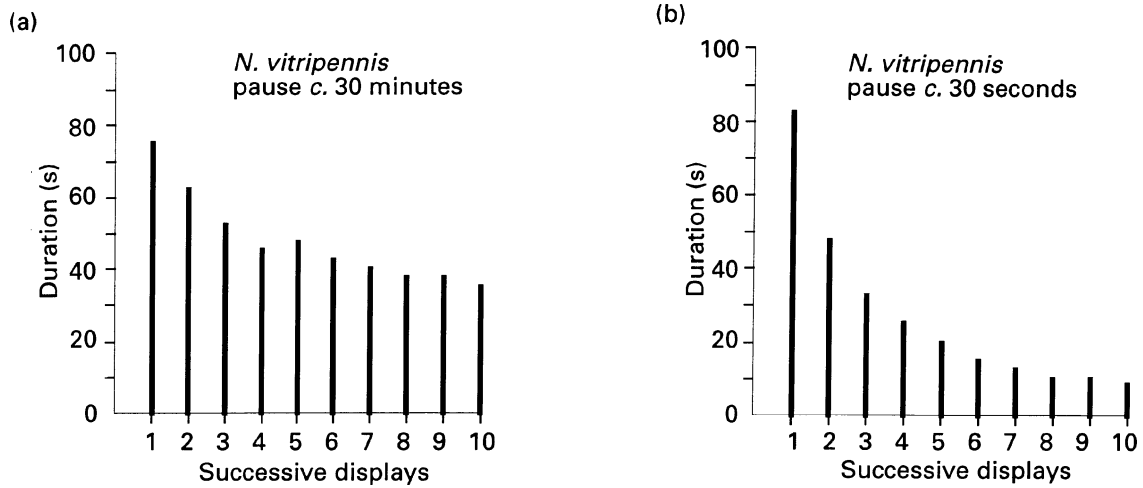 (a)
N. vitripennis
pause c. 30 minutes
Duration (s)
100
80
60
40
20
0
1 2 3 4 5 6 7 8 9 10
Successive displays
(b)
N. vitripennis
pause c. 30 seconds
Duration (s)
100
80
60
40
20
0
1 2 3 4 5 6 7 8 9 10
Successive displays